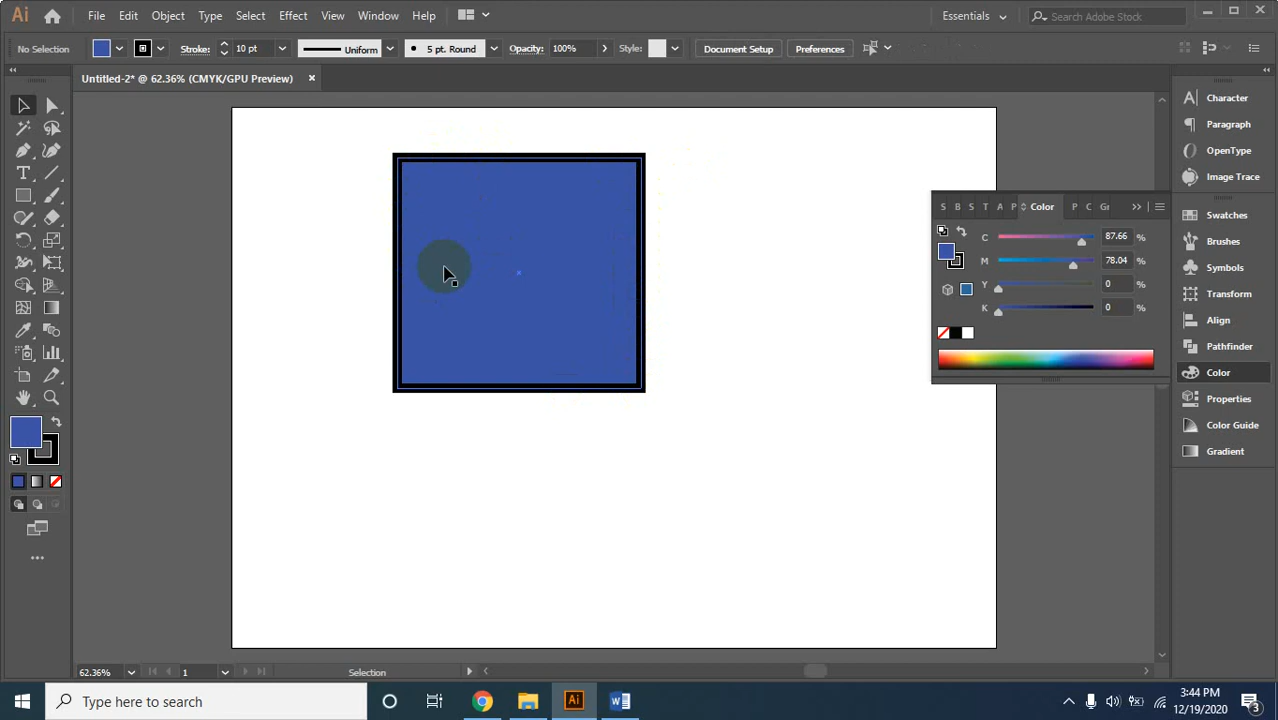 Ai File Edit Object Type Select Effect View Window Help Essentials Search Adobe Stock
No Selection Stroke: 10 pt Uniform 5 pt. Round Opacity: 100% Style: Document Setup Preferences
Untitled-2* @ 62.36% (CMYK/GPU Preview)
Character
Paragraph
OpenType
Image Trace
Swatches
Brushes
Symbols
Transform
Align
Pathfinder
Color
Properties
Color Guide
Gradient
S B S T A P Color P C Gr
C 87.66 %
M 78.04 %
Y 0 %
K 0 %
62.36% 1 Selection
Type here to search
Ai
W
3:44 PM
12/19/2020
3